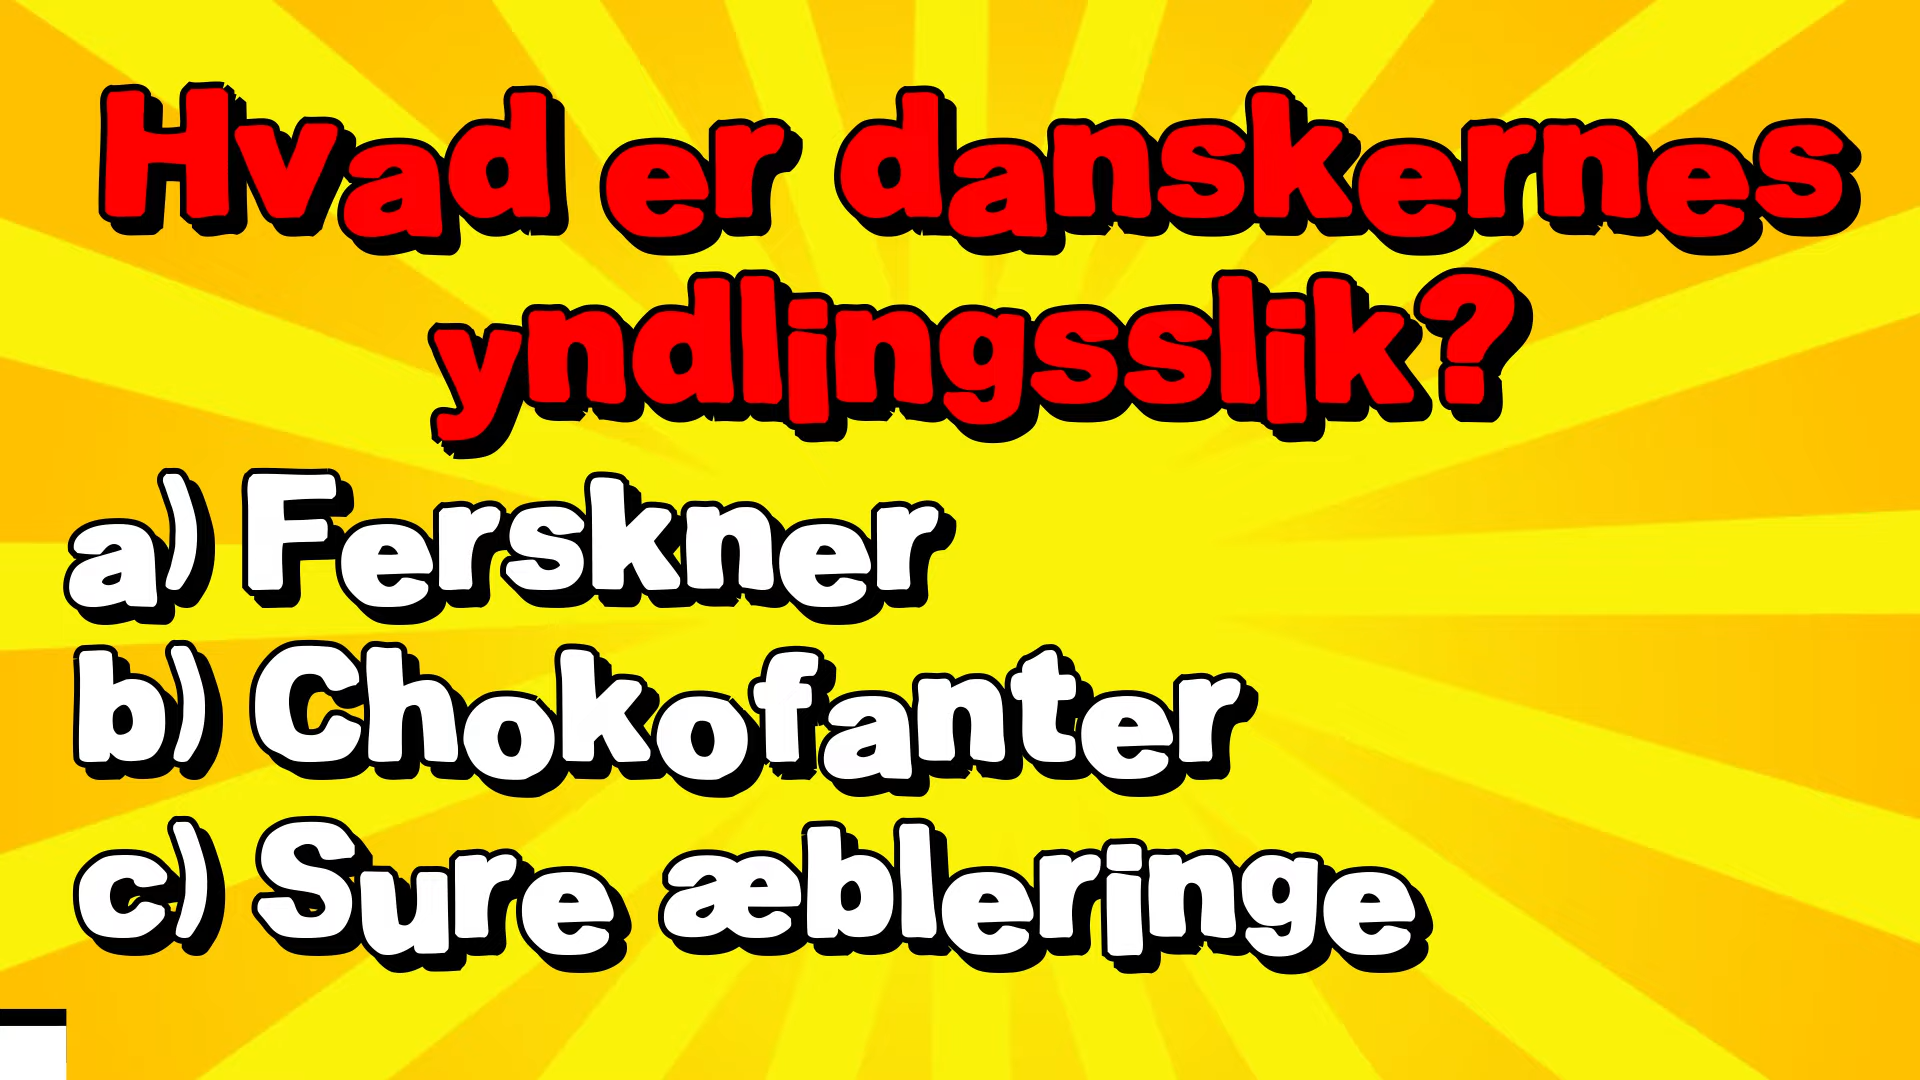 Hvad er danskernes
yndlingsslik?
a) Ferskner
b) Chokofanter
c) Sure æbleringe